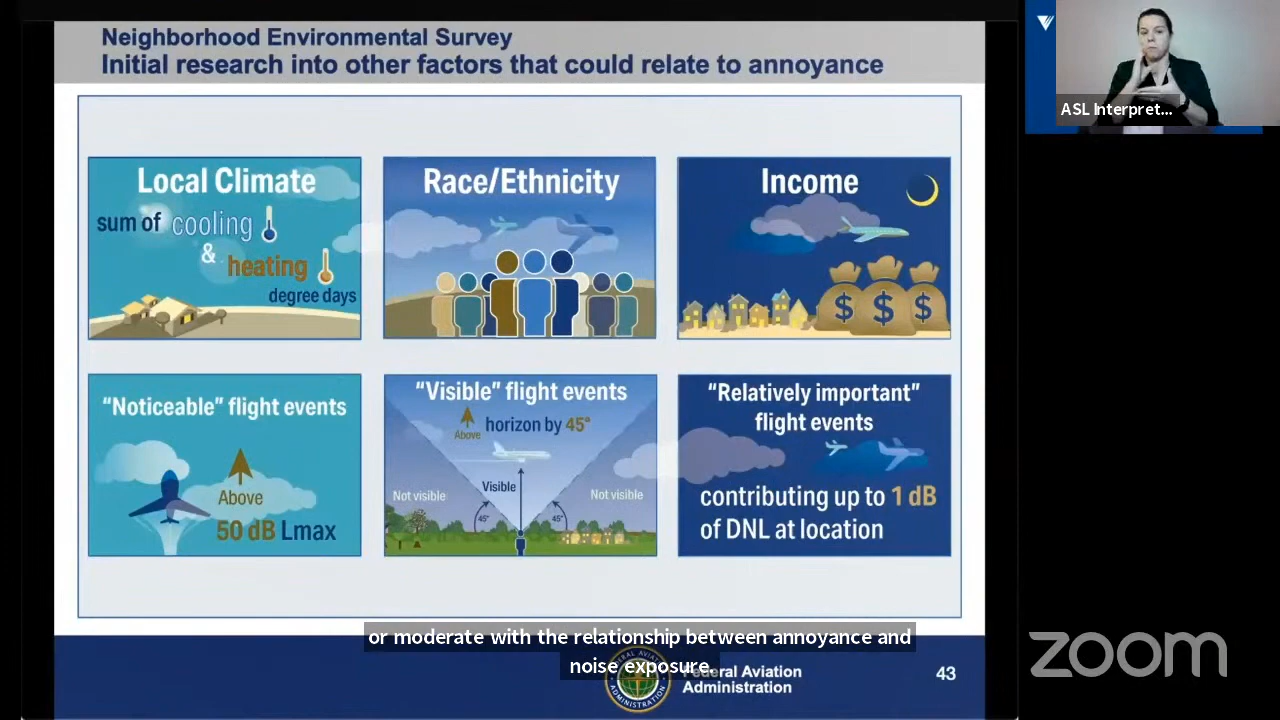 Neighborhood Environmental Survey
Initial research into other factors that could relate to annoyance
Local Climate
sum of cooling
&
heating
degree days
Race/Ethnicity
Income
$ $ $
"Noticeable" flight events
Above
50 dB Lmax
"Visible" flight events
Above horizon by 45°
Not visible
Visible
Not visible
45°
45°
"Relatively important"
flight events
contributing up to 1 dB
of DNL at location
or moderate with the relationship between annoyance and
noise exposure.
Federal Aviation
Administration
43
ASL Interpret...
zoom